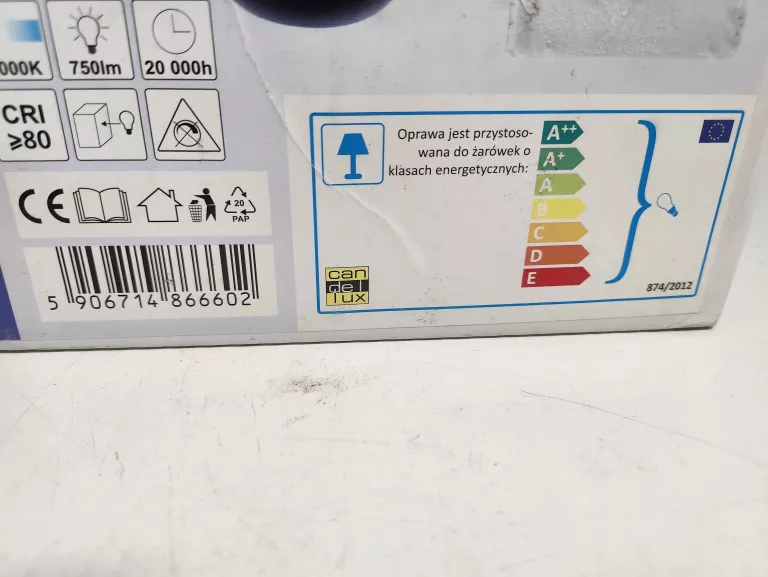 000K
750lm
20 000h
CRI
≥80
CE
20
PAP
5 906714 866602
Oprawa jest przystoso-
wana do żarówek o
klasach energetycznych:
A++
A+
A
B
C
D
E
can
del
lux
874/2012